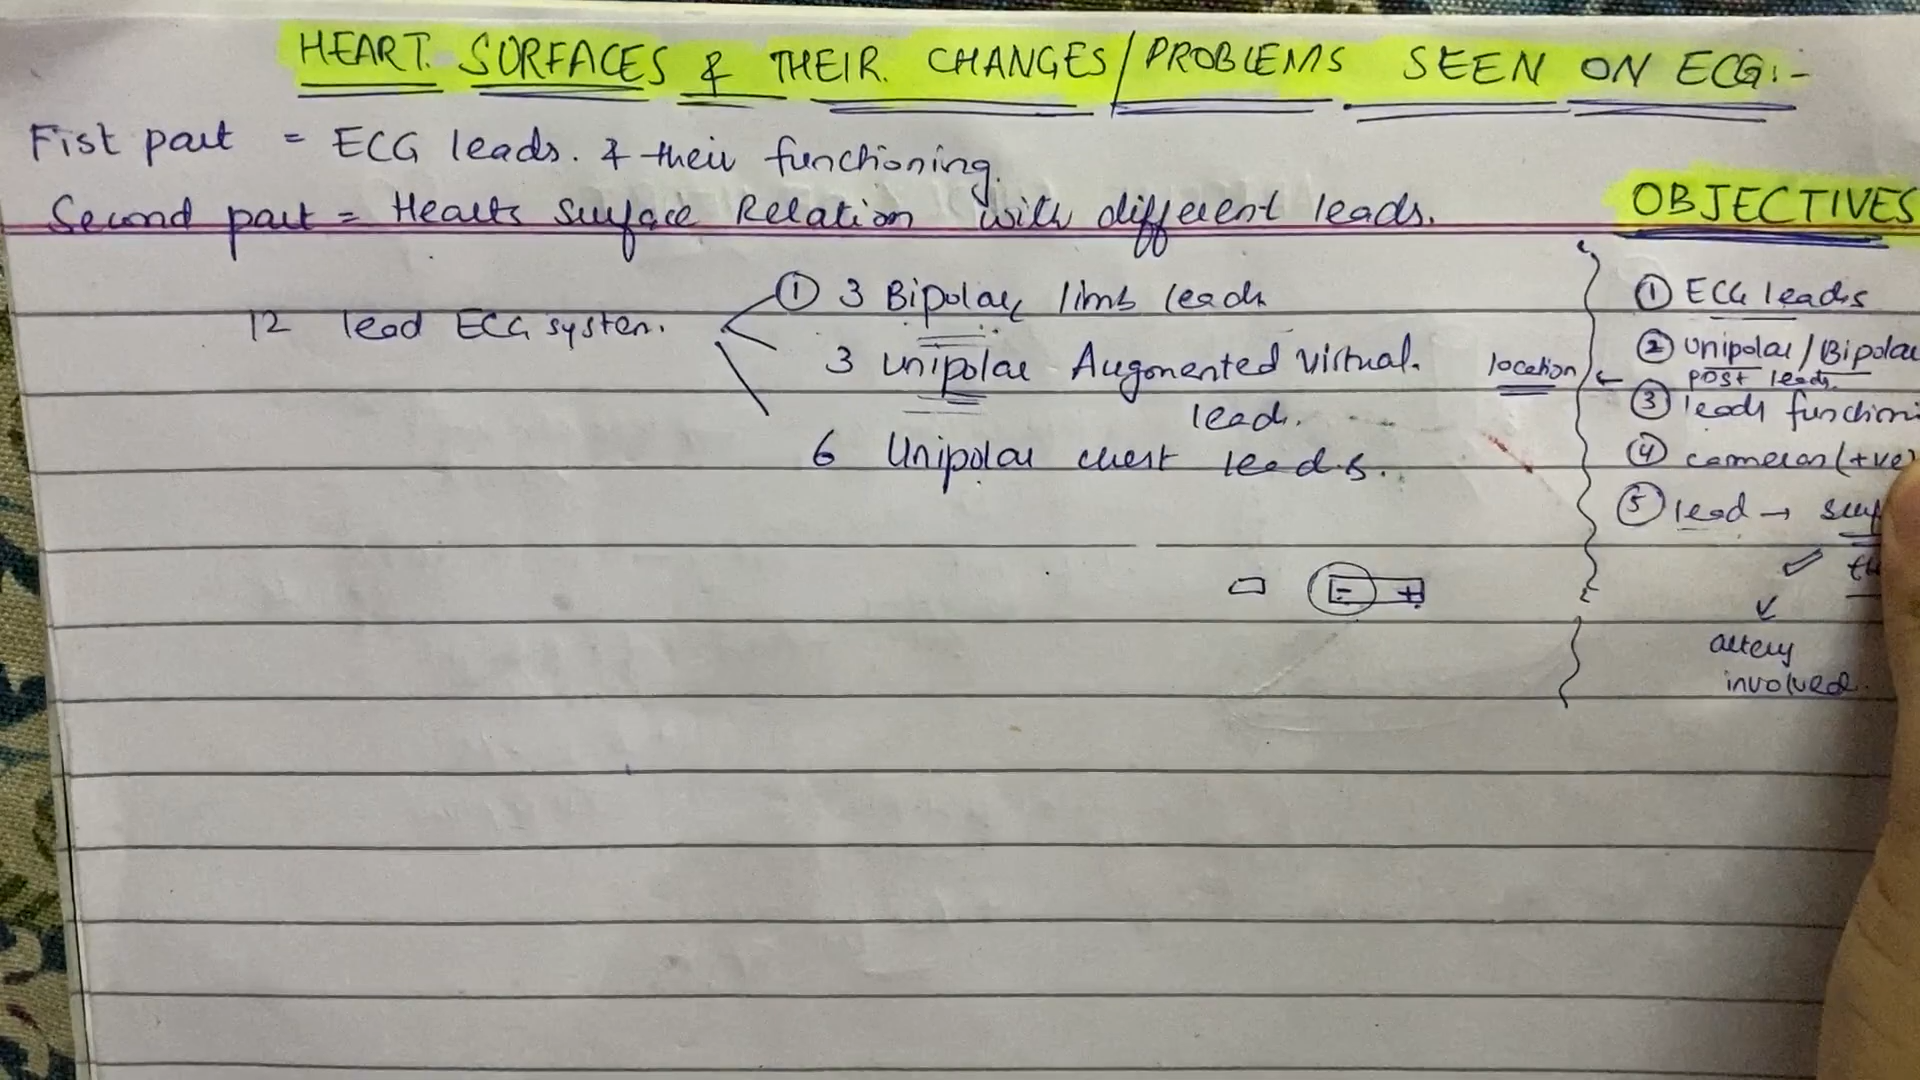 HEART. SURFACES & THEIR. CHANGES/PROBLEMS SEEN ON ECG:-
Fist part = ECG leads. & their functioning.
Second part = Hearts Surface Relation with different leads.
12 lead ECG system.
① 3 Bipolar limb leads
3 unipolar Augmented virtual.
lead.
6 Unipolar chest leads.
- +
location
OBJECTIVES
① ECG leads
② Unipolar/Bipolar
post leads.
③ leads functioni
④ cameras (+ve)
⑤ lead → surf
artery
involved.